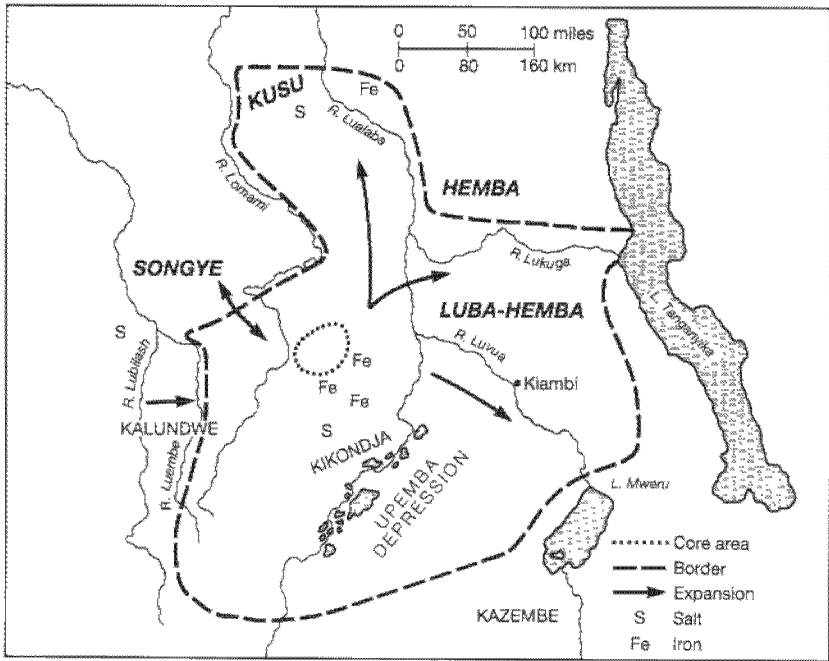 0 50 100 miles
0 80 160 km
KUSU
Fe
S
R. Lualaba
R. Lomami
HEMBA
SONGYE
R. Lukuga
LUBA-HEMBA
L. Tanganyika
S
R. Lubilash
R. Luvua
Fe
Fe
Fe
Kiambi
KALUNDWE
S
KIKONDJA
R. Luembe
UPEMBA
DEPRESSION
L. Mweru
Core area
Border
Expansion
S Salt
Fe Iron
KAZEMBE